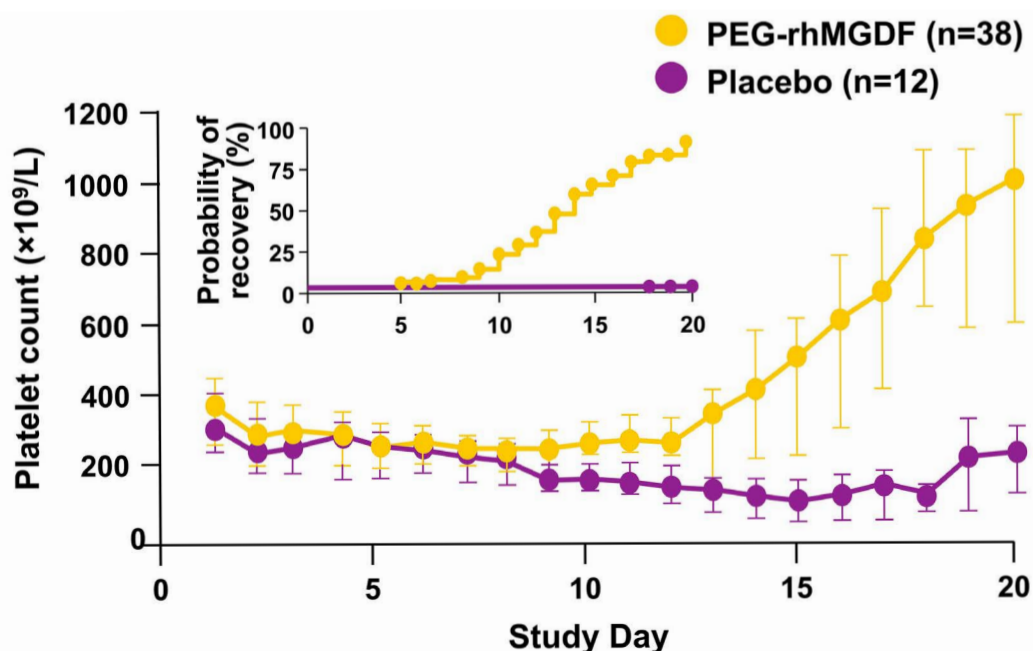 PEG-rhMGDF (n=38)
Placebo (n=12)
Platelet count (×10⁹/L)
1200
1000
800
600
400
200
0
Probability of
recovery (%)
100
75
50
25
0
0 5 10 15 20
0 5 10 15 20
Study Day